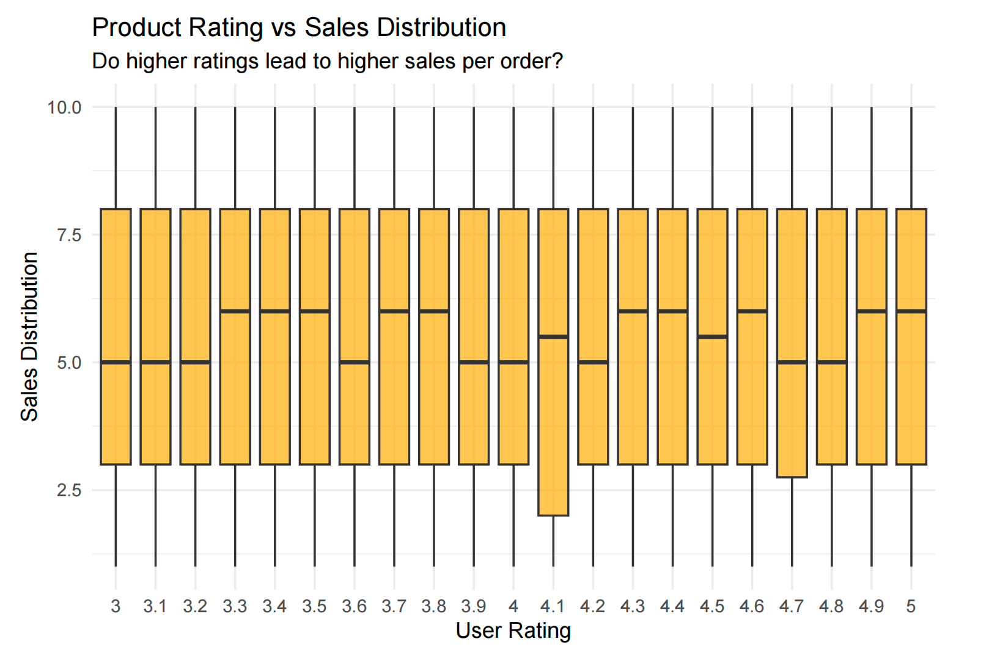 Product Rating vs Sales Distribution
Do higher ratings lead to higher sales per order?
10.0
7.5
5.0
2.5
Sales Distribution
3 3.1 3.2 3.3 3.4 3.5 3.6 3.7 3.8 3.9 4 4.1 4.2 4.3 4.4 4.5 4.6 4.7 4.8 4.9 5
User Rating